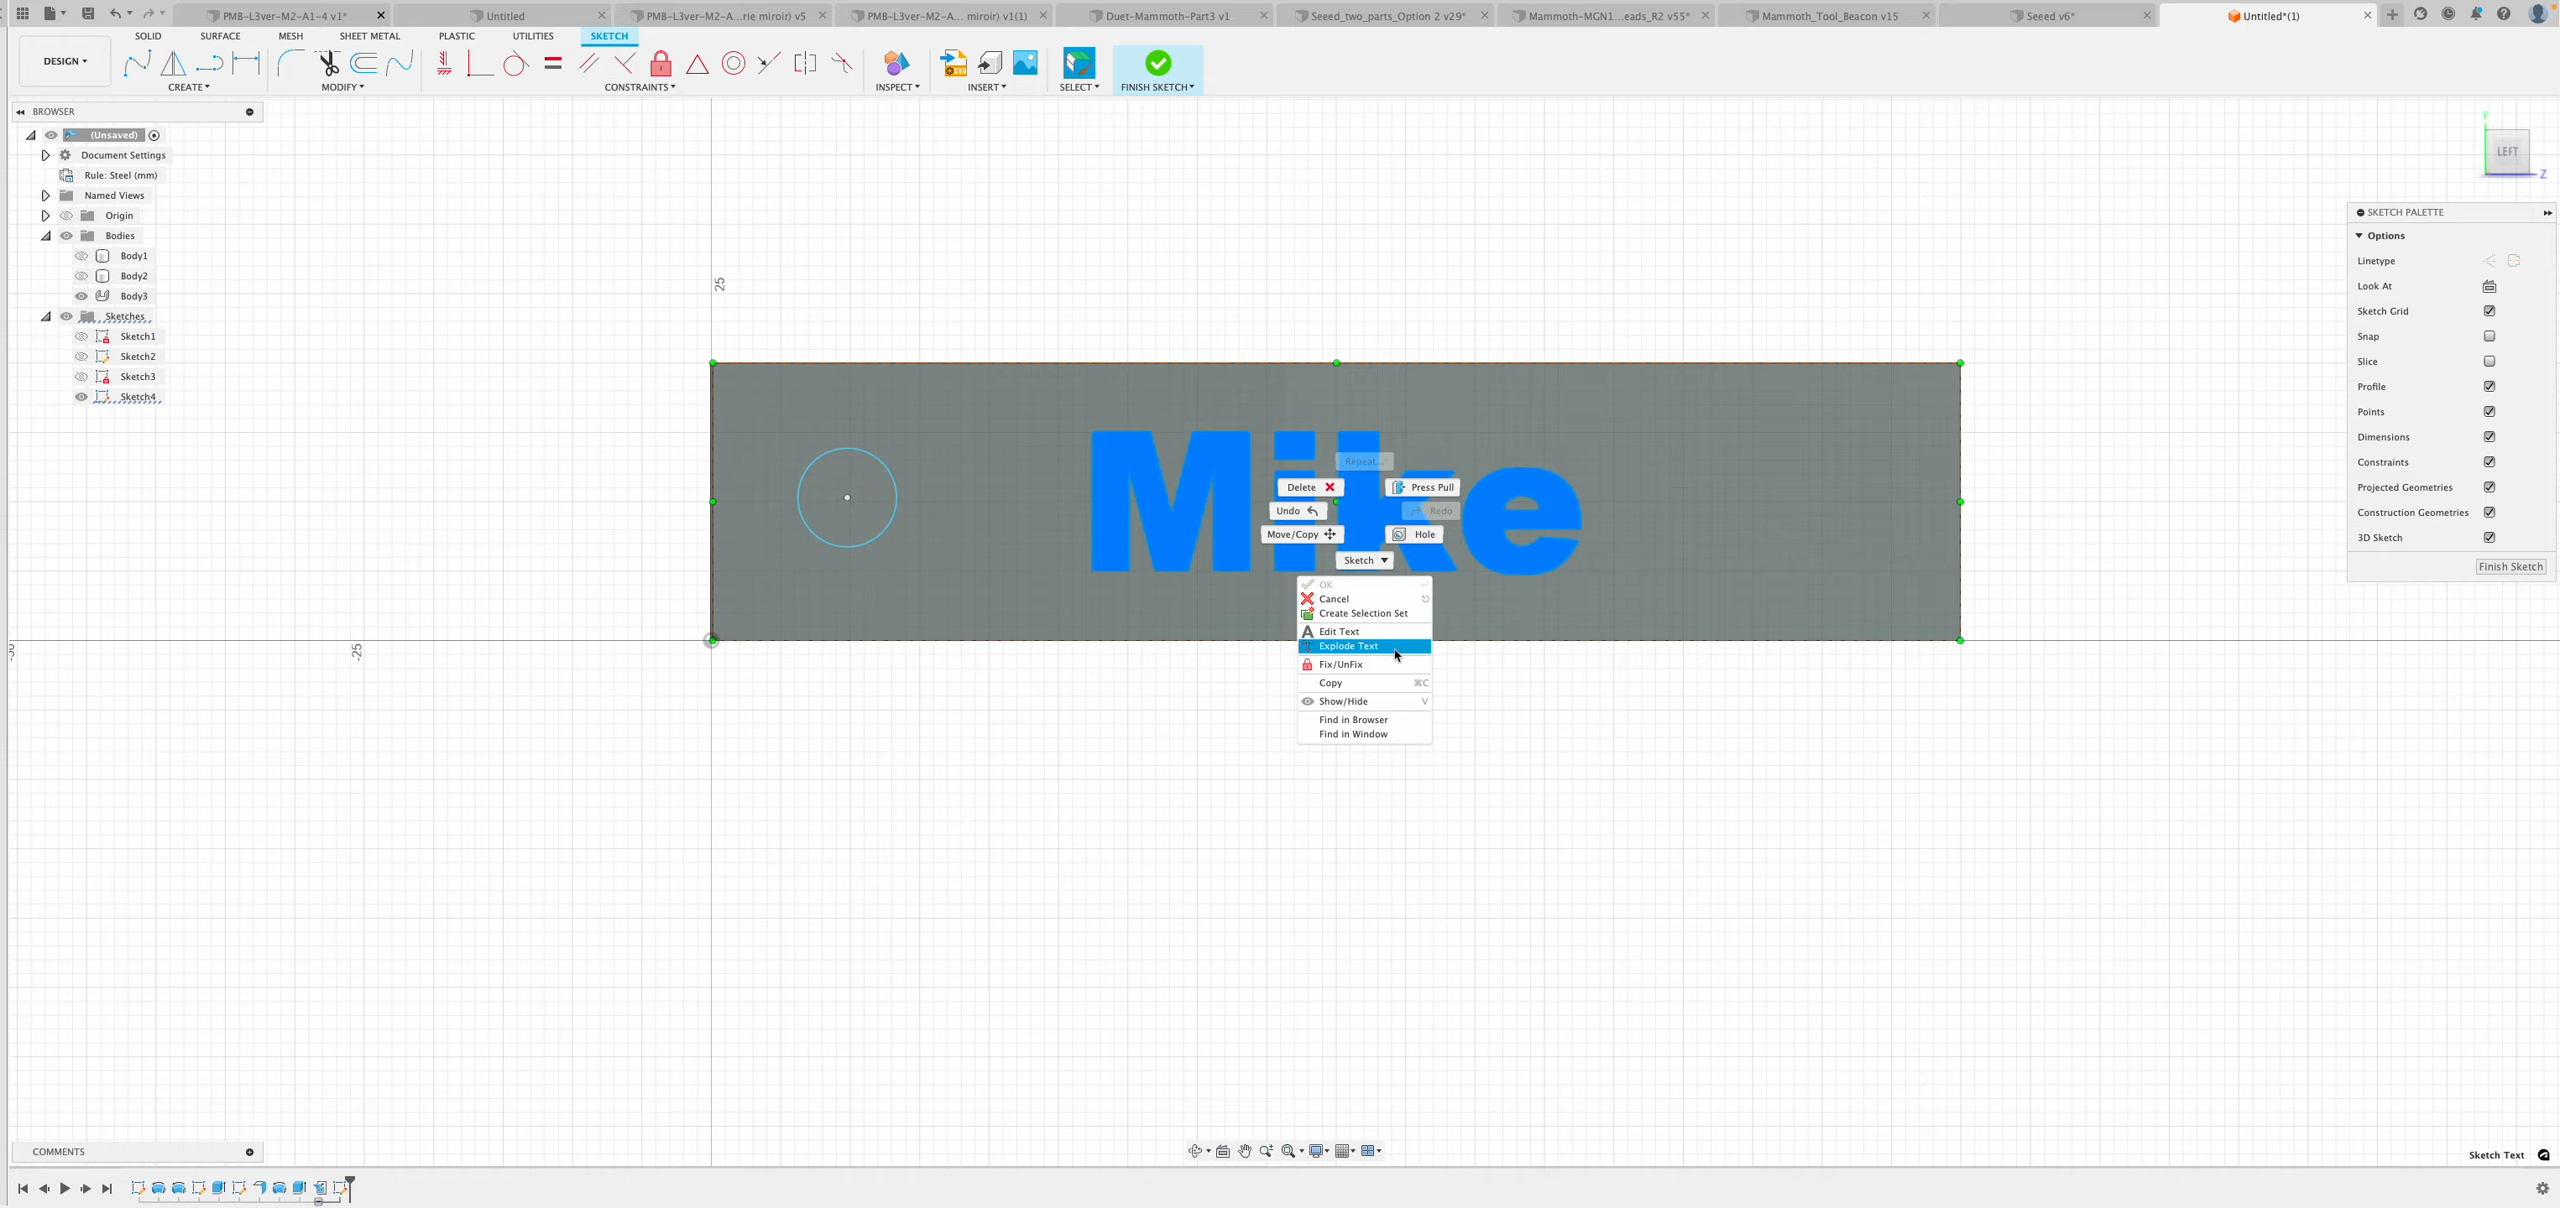 PMB-L3ver-M2-A1-4 v1*
Untitled
PMB-L3ver-M2-A...rie miroir) v5
PMB-L3ver-M2-A... miroir) v1(1)
Duet-Mammoth-Part3 v1
Seeed_two_parts_Option 2 v29*
Mammoth-MGN1...eads_R2 v55*
Mammoth_Tool_Beacon v15
Seeed v6*
Untitled*(1)
SOLID
SURFACE
MESH
SHEET METAL
PLASTIC
UTILITIES
SKETCH
DESIGN
CREATE
MODIFY
CONSTRAINTS
INSPECT
INSERT
SELECT
FINISH SKETCH
BROWSER
(Unsaved)
Document Settings
Rule: Steel (mm)
Named Views
Origin
Bodies
Body1
Body2
Body3
Sketches
Sketch1
Sketch2
Sketch3
Sketch4
25
-25
-50
Mike
Repeat...
Delete
Press Pull
Undo
Redo
Move/Copy
Hole
Sketch
OK
Cancel
Create Selection Set
Edit Text
Explode Text
Fix/UnFix
Copy ⌘C
Show/Hide V
Find in Browser
Find in Window
Y
LEFT
Z
SKETCH PALETTE
Options
Linetype
Look At
Sketch Grid
Snap
Slice
Profile
Points
Dimensions
Constraints
Projected Geometries
Construction Geometries
3D Sketch
Finish Sketch
COMMENTS
Sketch Text